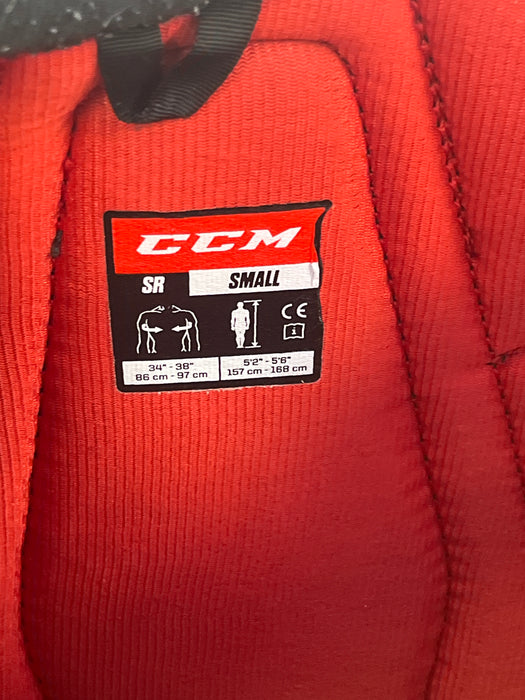 CCM
SR SMALL
CE
i
34" - 38" 5'2" - 5'6"
86 cm - 97 cm 157 cm - 168 cm